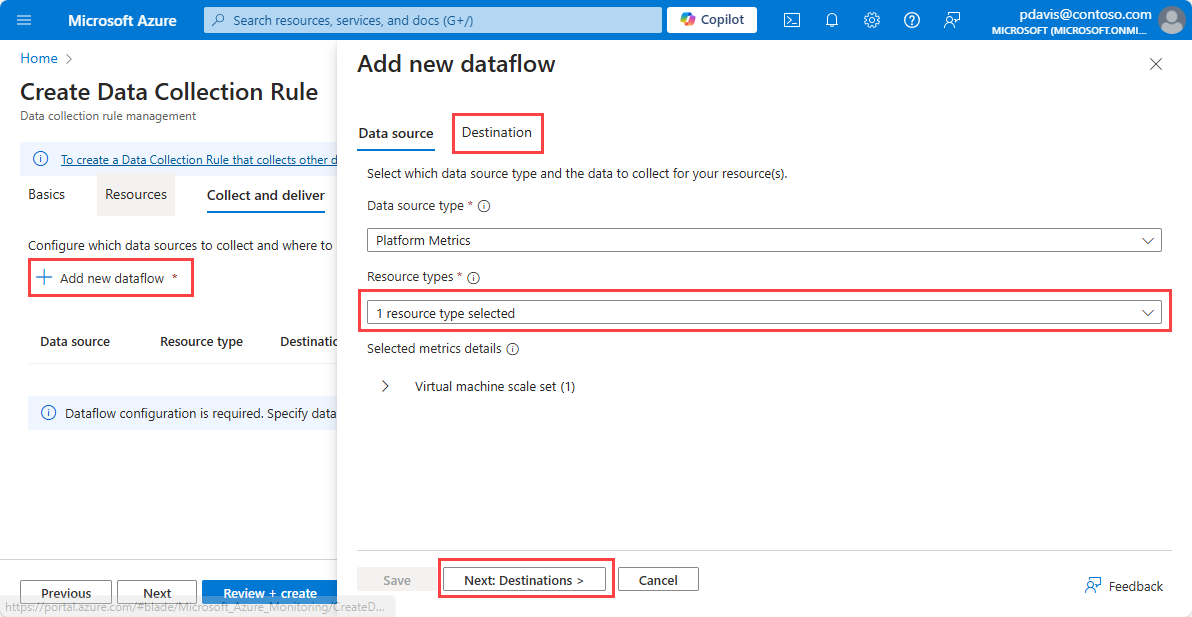 Microsoft Azure
Search resources, services, and docs (G+/)
Copilot
pdavis@contoso.com
MICROSOFT (MICROSOFT.ONMI...
Home
Create Data Collection Rule
Data collection rule management
To create a Data Collection Rule that collects other d
Basics
Resources
Collect and deliver
Configure which data sources to collect and where to
Add new dataflow *
Data source
Resource type
Destinatio
Dataflow configuration is required. Specify data
Previous
Next
Review + create
https://portal.azure.com/#blade/Microsoft_Azure_Monitoring/CreateD...
Add new dataflow
Data source
Destination
Select which data source type and the data to collect for your resource(s).
Data source type *
Platform Metrics
Resource types *
1 resource type selected
Selected metrics details
Virtual machine scale set (1)
Save
Next: Destinations >
Cancel
Feedback